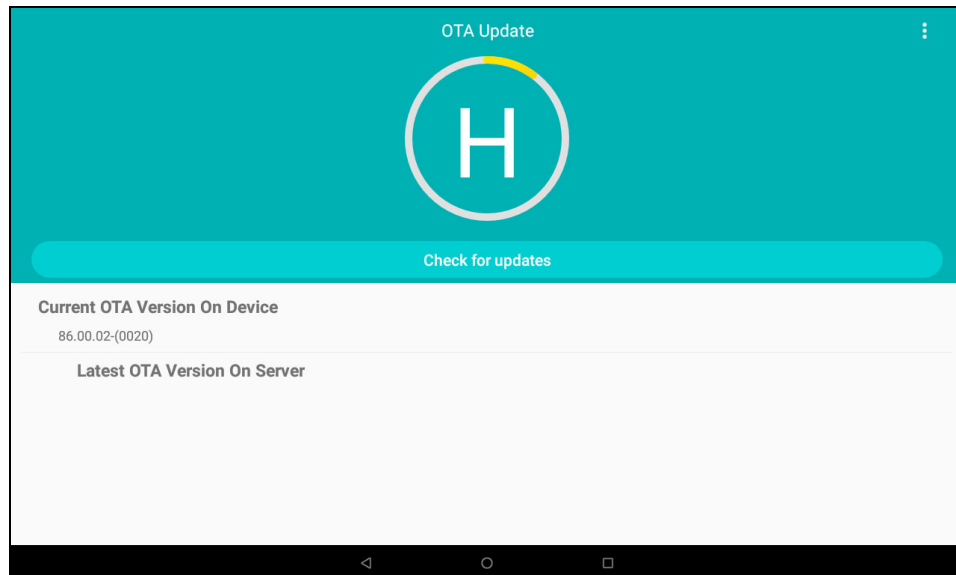 OTA Update
H
Check for updates
Current OTA Version On Device
86.00.02-(0020)
Latest OTA Version On Server